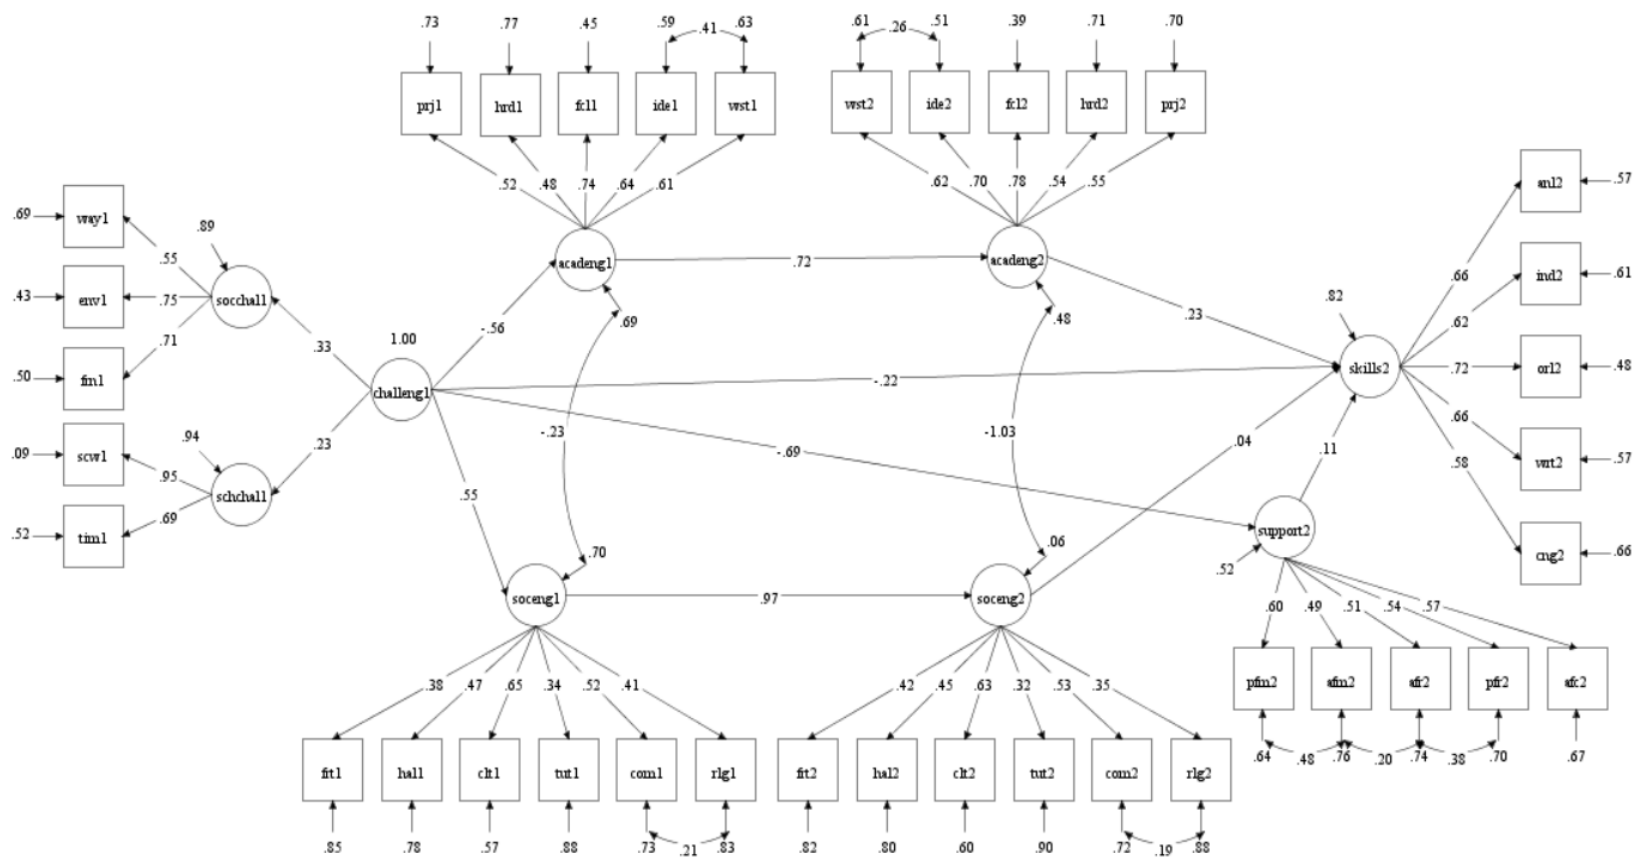 .73 .77 .45 .59 .41 .63 .61 .26 .51 .39 .71 .70
prj1 hrd1 fcl1 ide1 wst1 wst2 ide2 fcl2 hrd2 prj2
.52 .48 .74 .64 .61 .62 .70 .78 .54 .55
.69 way1 .55 .89
.43 env1 .75 socchal1
.50 fin1 .71 .33
.09 scw1 .95 .94
.52 tim1 .69 schchal1 .23
1.00
challeng1
-.56 acadeng1 .72 acadeng2 .23
.69 .48
-.22
-.23 -1.03
-.69
.55 .04
.70 .06
soceng1 .97 soceng2
.82
skills2
.11
support2
.52
.66 anl2 .57
.62 ind2 .61
.72 orl2 .48
.66 wrt2 .57
.58 cng2 .66
.60 .49 .51 .54 .57
pfm2 afm2 afr2 pfr2 afc2
.64 .48 .76 .20 .74 .38 .70 .67
.38 .47 .65 .34 .52 .41 .42 .45 .63 .32 .53 .35
frt1 hal1 clt1 tut1 com1 rlg1 frt2 hal2 clt2 tut2 com2 rlg2
.85 .78 .57 .88 .73 .21 .83 .82 .80 .60 .90 .72 .19 .88